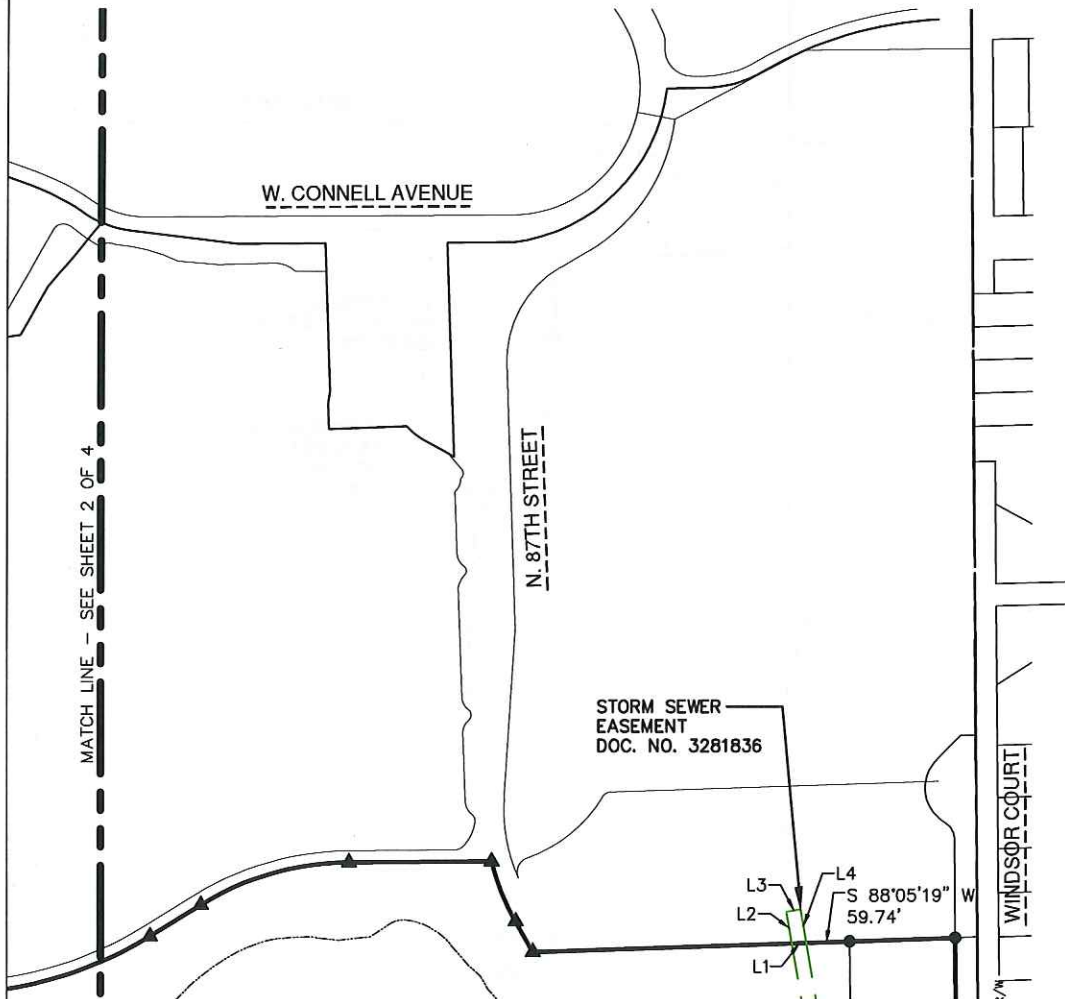 W. CONNELL AVENUE
MATCH LINE - SEE SHEET 2 OF 4
N. 87TH STREET
STORM SEWER
EASEMENT
DOC. NO. 3281836
WINDSOR COURT
L3
L4
L2
S 88°05'19" W
59.74'
L1